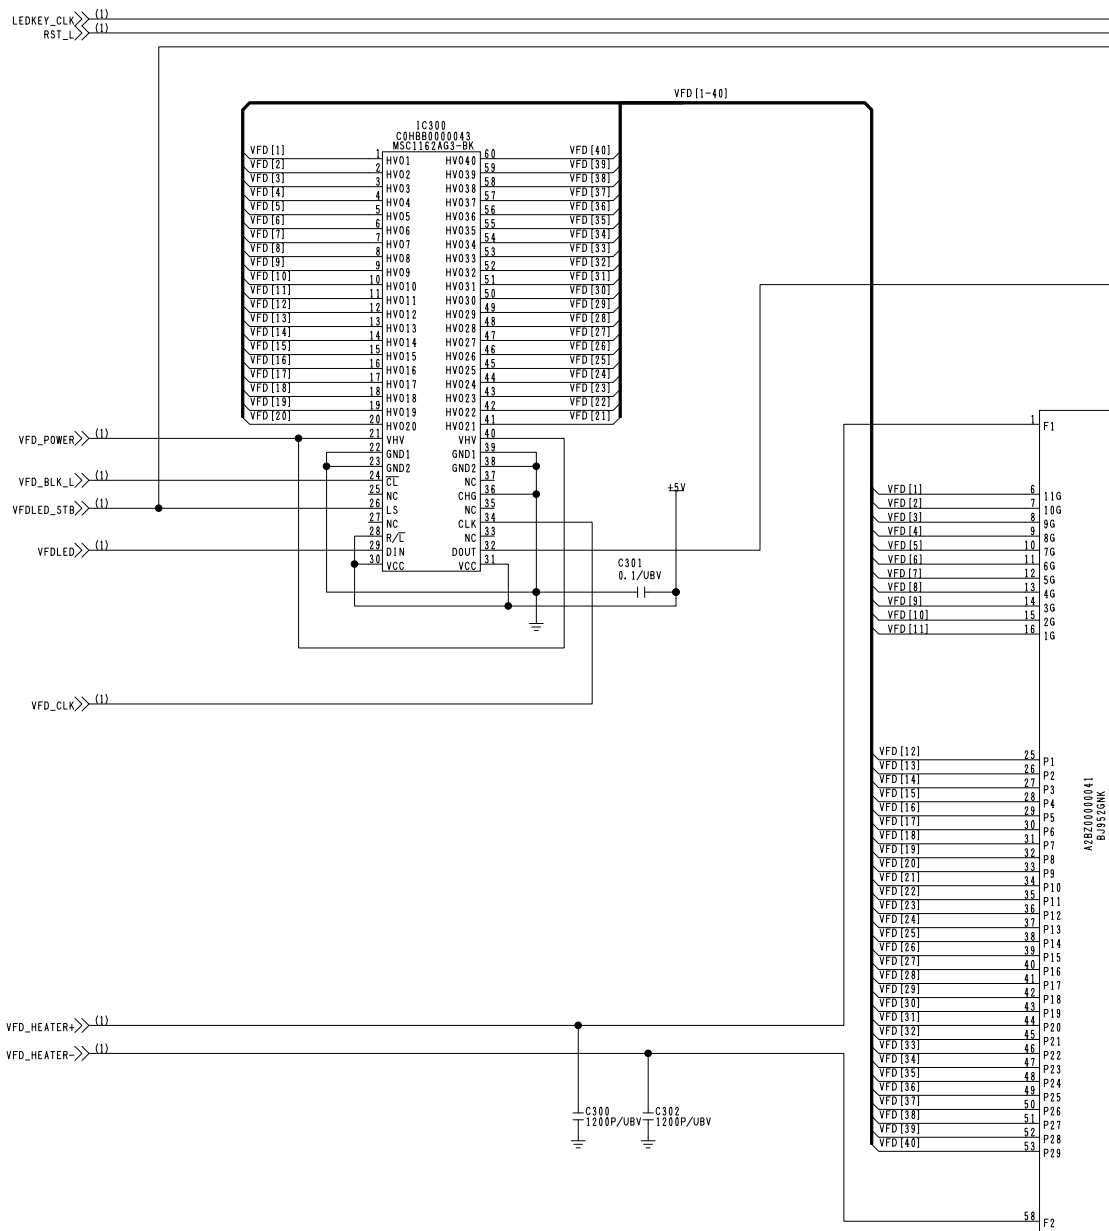 LEDKEY_CLK (1)
RST_L (1)
VFD[1-40]
IC300
C0HBB0000043
MSC1162AG3-BK
VFD[1] 1 HVO1 HVO40 60 VFD[40]
VFD[2] 2 HVO2 HVO39 59 VFD[39]
VFD[3] 3 HVO3 HVO38 58 VFD[38]
VFD[4] 4 HVO4 HVO37 57 VFD[37]
VFD[5] 5 HVO5 HVO36 56 VFD[36]
VFD[6] 6 HVO6 HVO35 55 VFD[35]
VFD[7] 7 HVO7 HVO34 54 VFD[34]
VFD[8] 8 HVO8 HVO33 53 VFD[33]
VFD[9] 9 HVO9 HVO32 52 VFD[32]
VFD[10] 10 HVO10 HVO31 51 VFD[31]
VFD[11] 11 HVO11 HVO30 50 VFD[30]
VFD[12] 12 HVO12 HVO29 49 VFD[29]
VFD[13] 13 HVO13 HVO28 48 VFD[28]
VFD[14] 14 HVO14 HVO27 47 VFD[27]
VFD[15] 15 HVO15 HVO26 46 VFD[26]
VFD[16] 16 HVO16 HVO25 45 VFD[25]
VFD[17] 17 HVO17 HVO24 44 VFD[24]
VFD[18] 18 HVO18 HVO23 43 VFD[23]
VFD[19] 19 HVO19 HVO22 42 VFD[22]
VFD[20] 20 HVO20 HVO21 41 VFD[21]
VFD_POWER (1) 21 VHV VHV 40
22 GND1 GND1 39
23 GND2 GND2 38
VFD_BLK_L (1) 24 CL NC 37
25 NC CHG 36
VFDLED_STB (1) 26 LS NC 35
27 NC CLK 34
28 R/L NC 33
VFDLED (1) 29 DIN DOUT 32
30 VCC VCC 31
+5V
C301
0.1/UBV
VFD_CLK (1)
1 F1
VFD[1] 6 11G
VFD[2] 7 10G
VFD[3] 8 9G
VFD[4] 9 8G
VFD[5] 10 7G
VFD[6] 11 6G
VFD[7] 12 5G
VFD[8] 13 4G
VFD[9] 14 3G
VFD[10] 15 2G
VFD[11] 16 1G
VFD[12] 25 P1
VFD[13] 26 P2
VFD[14] 27 P3
VFD[15] 28 P4
VFD[16] 29 P5
VFD[17] 30 P6
VFD[18] 31 P7
VFD[19] 32 P8
VFD[20] 33 P9
VFD[21] 34 P10
VFD[22] 35 P11
VFD[23] 36 P12
VFD[24] 37 P13
VFD[25] 38 P14
VFD[26] 39 P15
VFD[27] 40 P16
VFD[28] 41 P17
VFD[29] 42 P18
VFD[30] 43 P19
VFD[31] 44 P20
VFD[32] 45 P21
VFD[33] 46 P22
VFD[34] 47 P23
VFD[35] 48 P24
VFD[36] 49 P25
VFD[37] 50 P26
VFD[38] 51 P27
VFD[39] 52 P28
VFD[40] 53 P29
58 F2
A2BZ00000041
BJ952GNK
VFD_HEATER+ (1)
VFD_HEATER- (1)
C300
1200P/UBV
C302
1200P/UBV